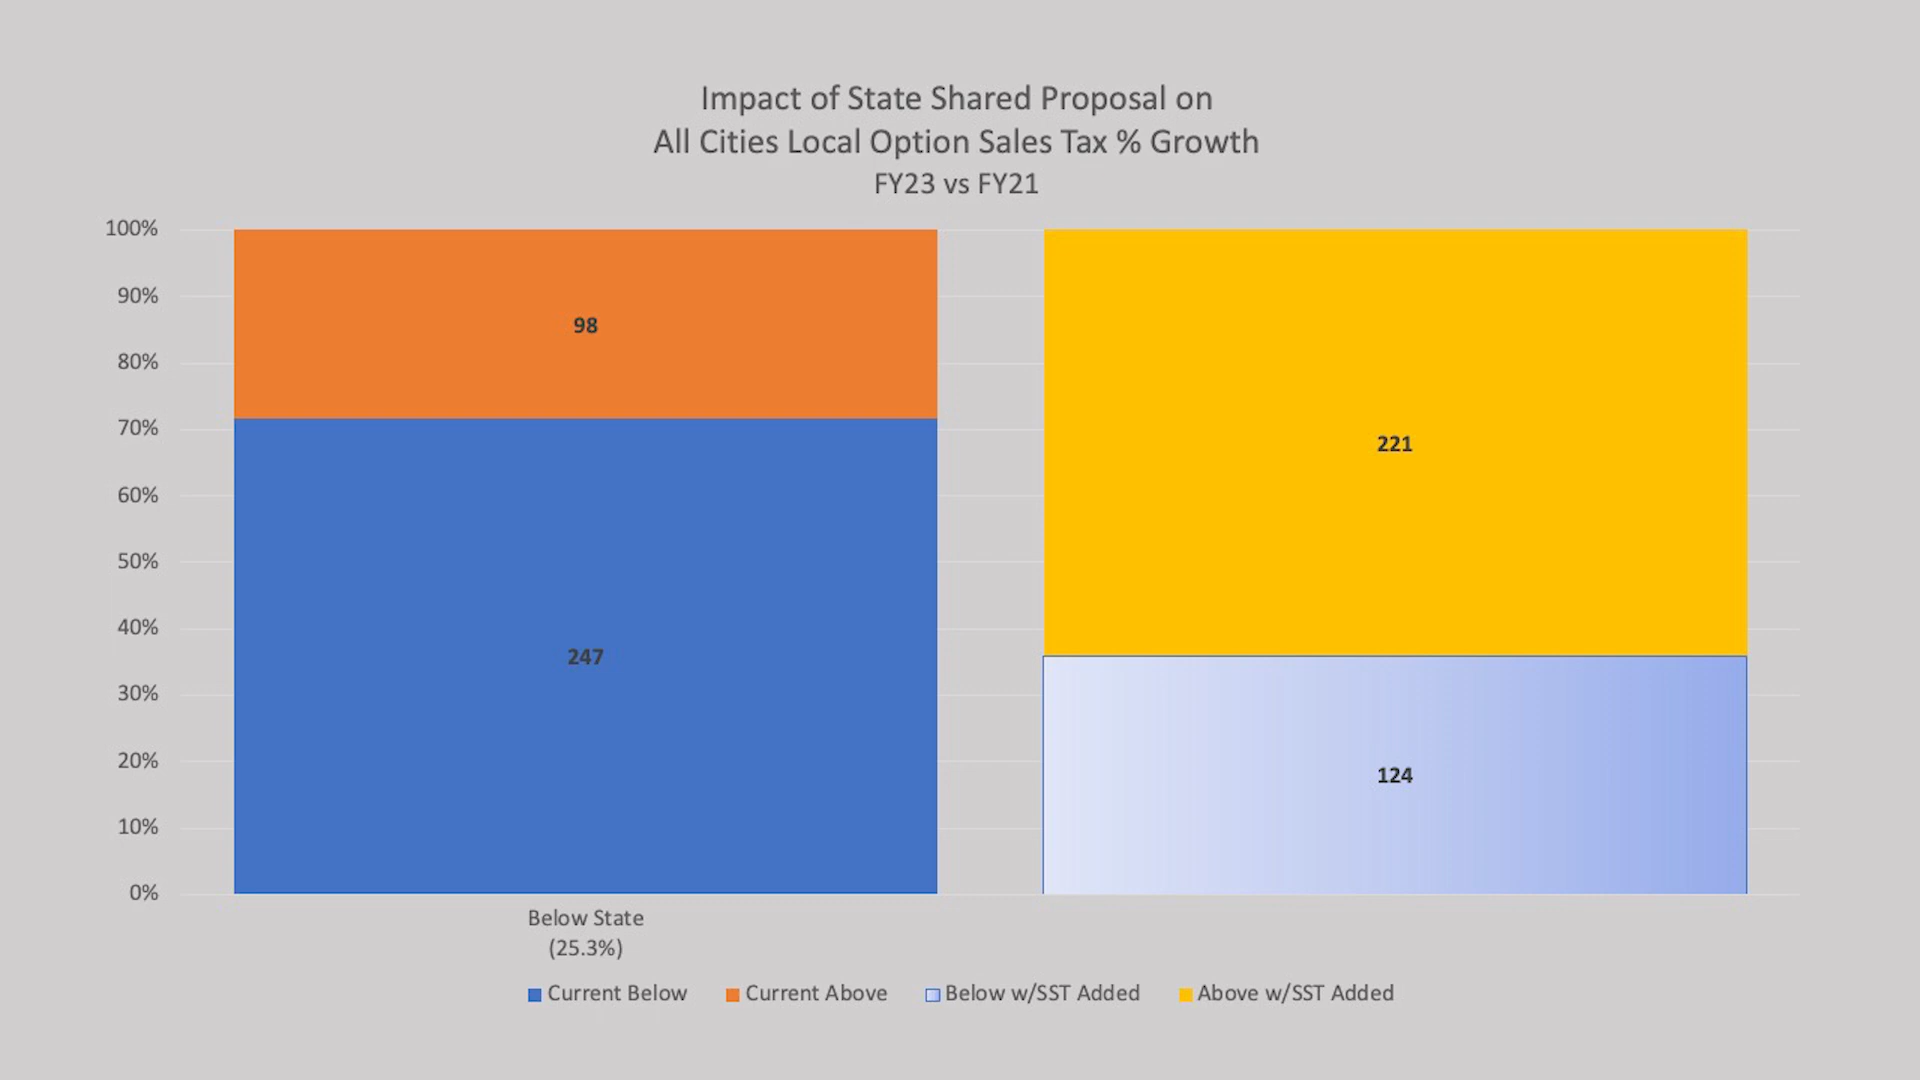 Impact of State Shared Proposal on
All Cities Local Option Sales Tax % Growth
FY23 vs FY21
100%
90%
80%
70%
60%
50%
40%
30%
20%
10%
0%
98
247
221
124
Below State
(25.3%)
Current Below
Current Above
Below w/SST Added
Above w/SST Added